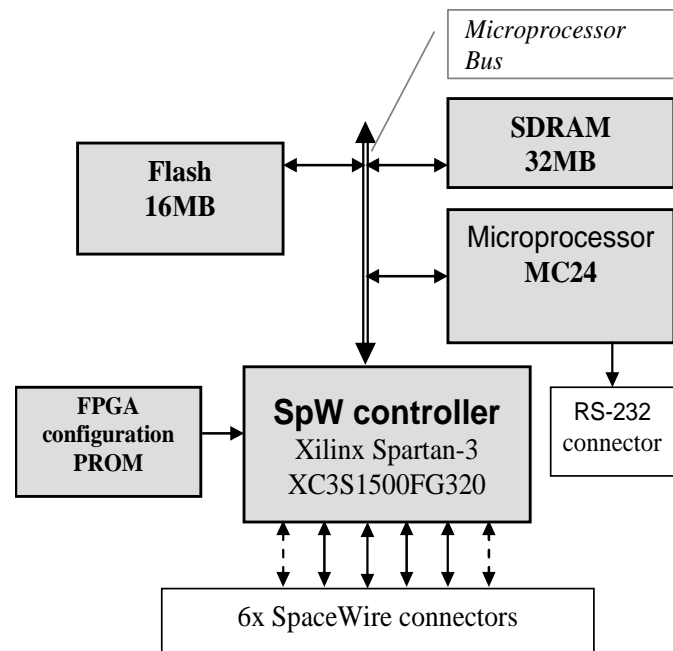 Microprocessor
Bus
SDRAM
32MB
Flash
16MB
Microprocessor
MC24
FPGA
configuration
PROM
SpW controller
Xilinx Spartan-3
XC3S1500FG320
RS-232
connector
6x SpaceWire connectors